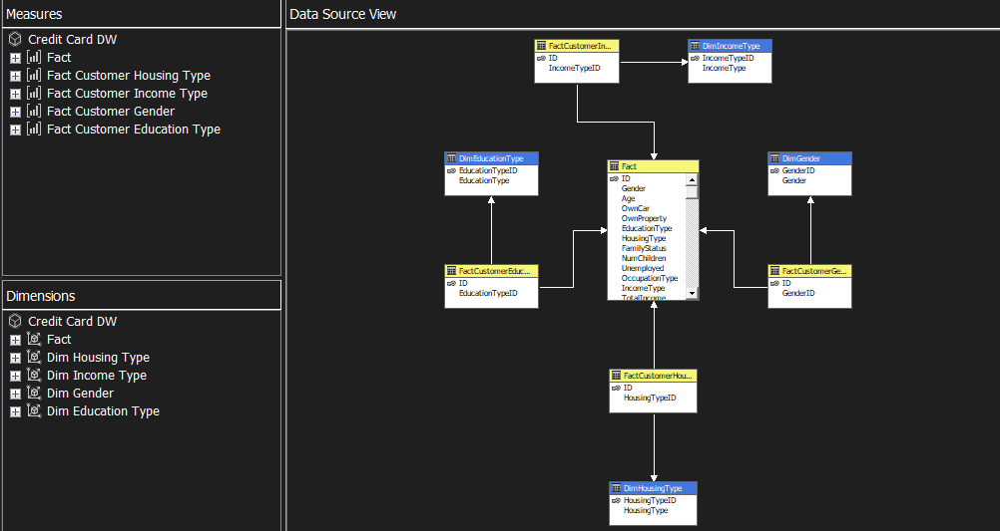 Measures
Credit Card DW
Fact
Fact Customer Housing Type
Fact Customer Income Type
Fact Customer Gender
Fact Customer Education Type
Dimensions
Credit Card DW
Fact
Dim Housing Type
Dim Income Type
Dim Gender
Dim Education Type
Data Source View
FactCustomerIn...
ID
IncomeTypeID
DimIncomeType
IncomeTypeID
IncomeType
DimEducationType
EducationTypeID
EducationType
Fact
ID
Gender
Age
OwnCar
OwnProperty
EducationType
HousingType
FamilyStatus
NumChildren
Unemployed
OccupationType
IncomeType
TotalIncome
DimGender
GenderID
Gender
FactCustomerEduc...
ID
EducationTypeID
FactCustomerGe...
ID
GenderID
FactCustomerHou...
ID
HousingTypeID
DimHousingType
HousingTypeID
HousingType